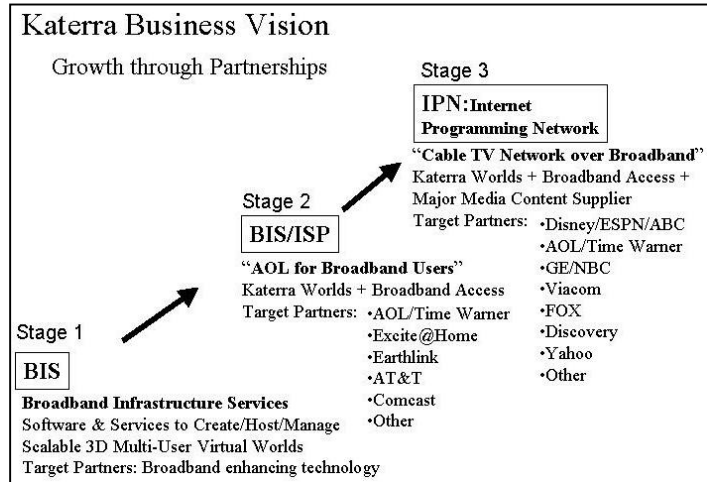 Katerra Business Vision
Growth through Partnerships
Stage 1
BIS
Broadband Infrastructure Services
Software & Services to Create/Host/Manage
Scalable 3D Multi-User Virtual Worlds
Target Partners: Broadband enhancing technology
Stage 2
BIS/ISP
“AOL for Broadband Users”
Katerra Worlds + Broadband Access
Target Partners: •AOL/Time Warner
•Excite@Home
•Earthlink
•AT&T
•Comcast
•Other
Stage 3
IPN:Internet
Programming Network
“Cable TV Network over Broadband”
Katerra Worlds + Broadband Access +
Major Media Content Supplier
Target Partners: •Disney/ESPN/ABC
•AOL/Time Warner
•GE/NBC
•Viacom
•FOX
•Discovery
•Yahoo
•Other